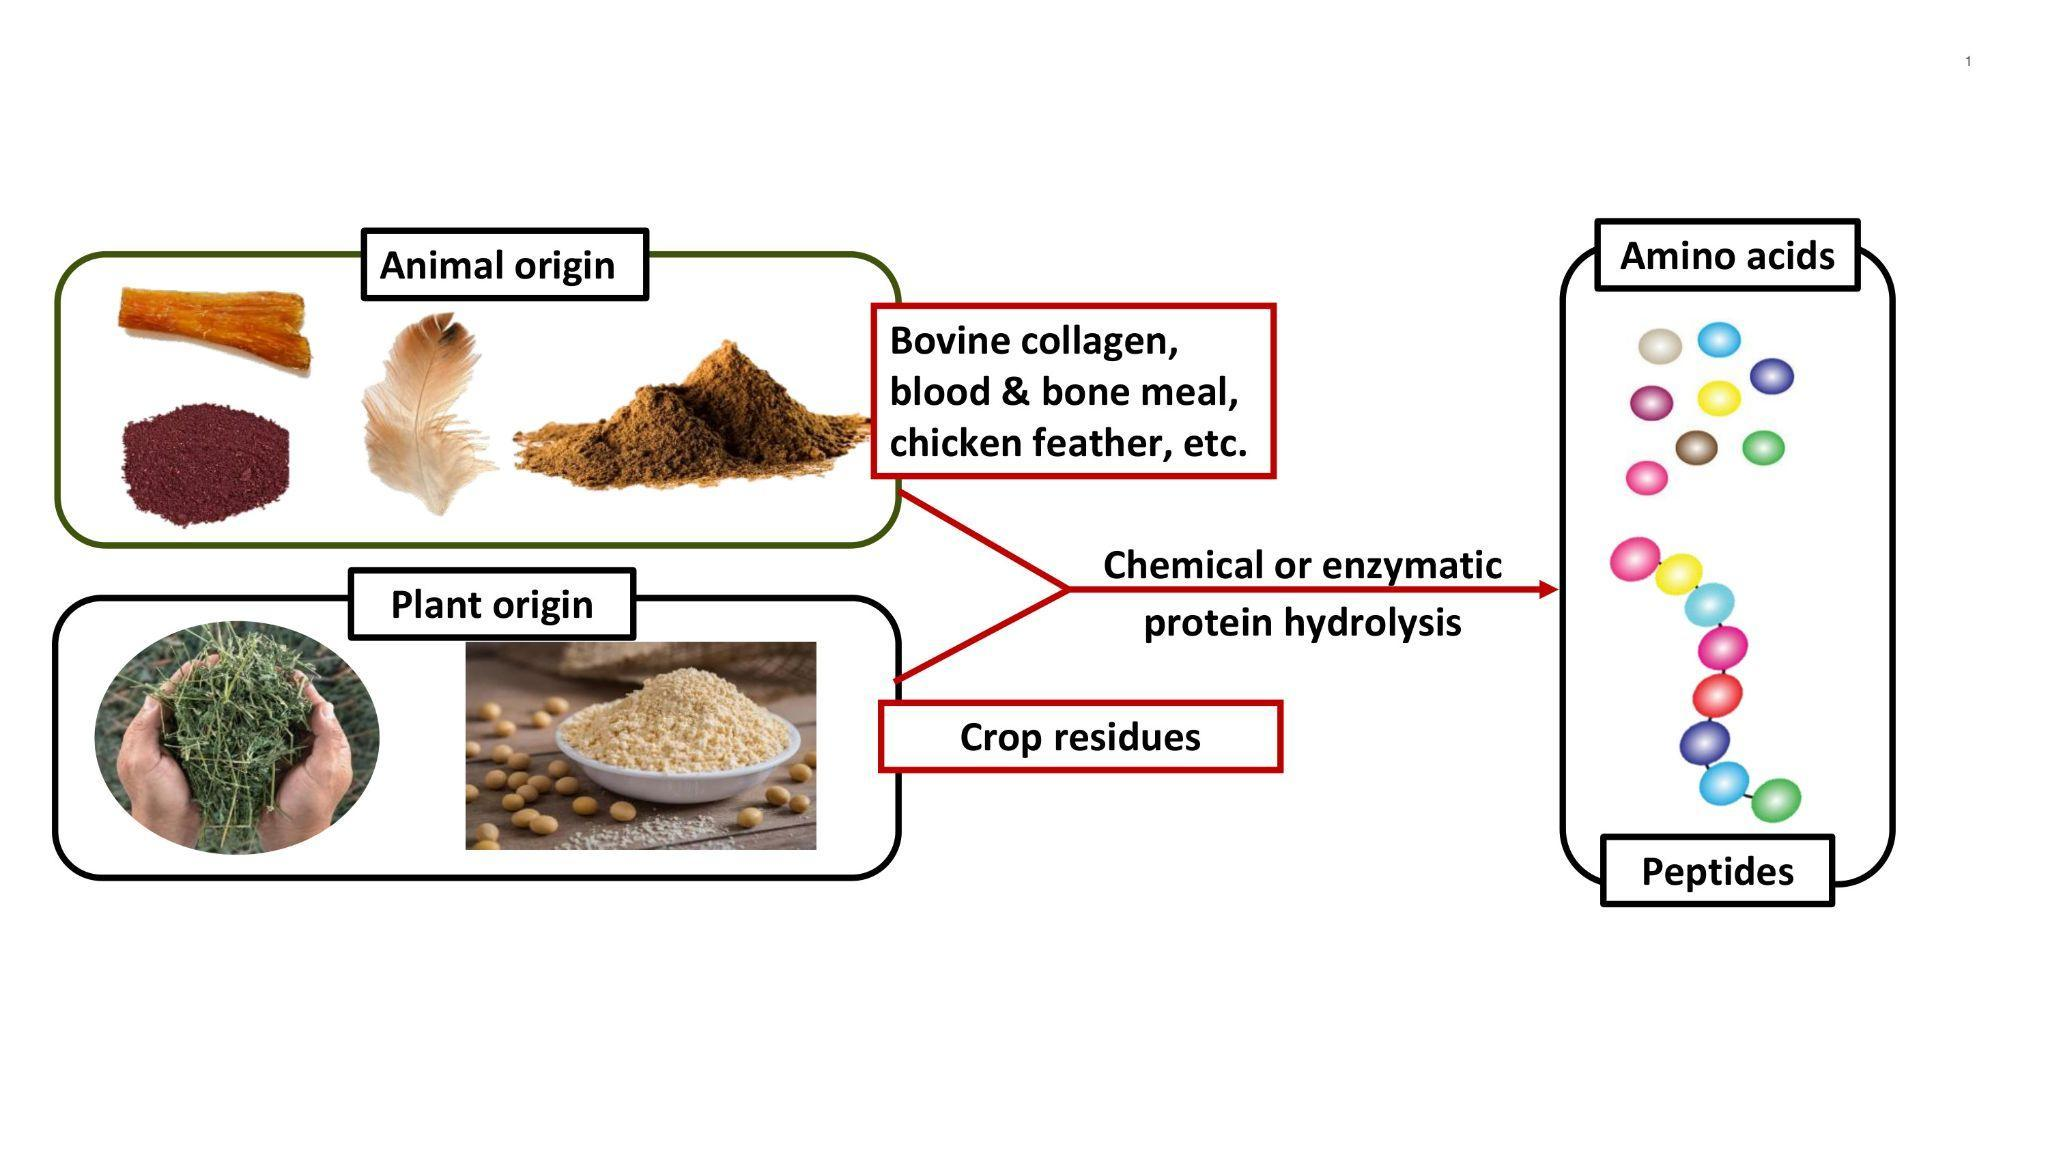 1
Animal origin
Bovine collagen,
blood & bone meal,
chicken feather, etc.
Plant origin
Crop residues
Chemical or enzymatic
protein hydrolysis
Amino acids
Peptides